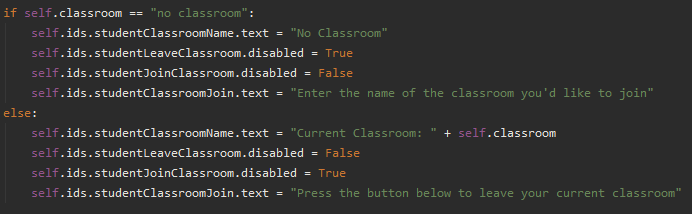 if self.classroom == "no classroom":
    self.ids.studentClassroomName.text = "No Classroom"
    self.ids.studentLeaveClassroom.disabled = True
    self.ids.studentJoinClassroom.disabled = False
    self.ids.studentClassroomJoin.text = "Enter the name of the classroom you'd like to join"
else:
    self.ids.studentClassroomName.text = "Current Classroom: " + self.classroom
    self.ids.studentLeaveClassroom.disabled = False
    self.ids.studentJoinClassroom.disabled = True
    self.ids.studentClassroomJoin.text = "Press the button below to leave your current classroom"